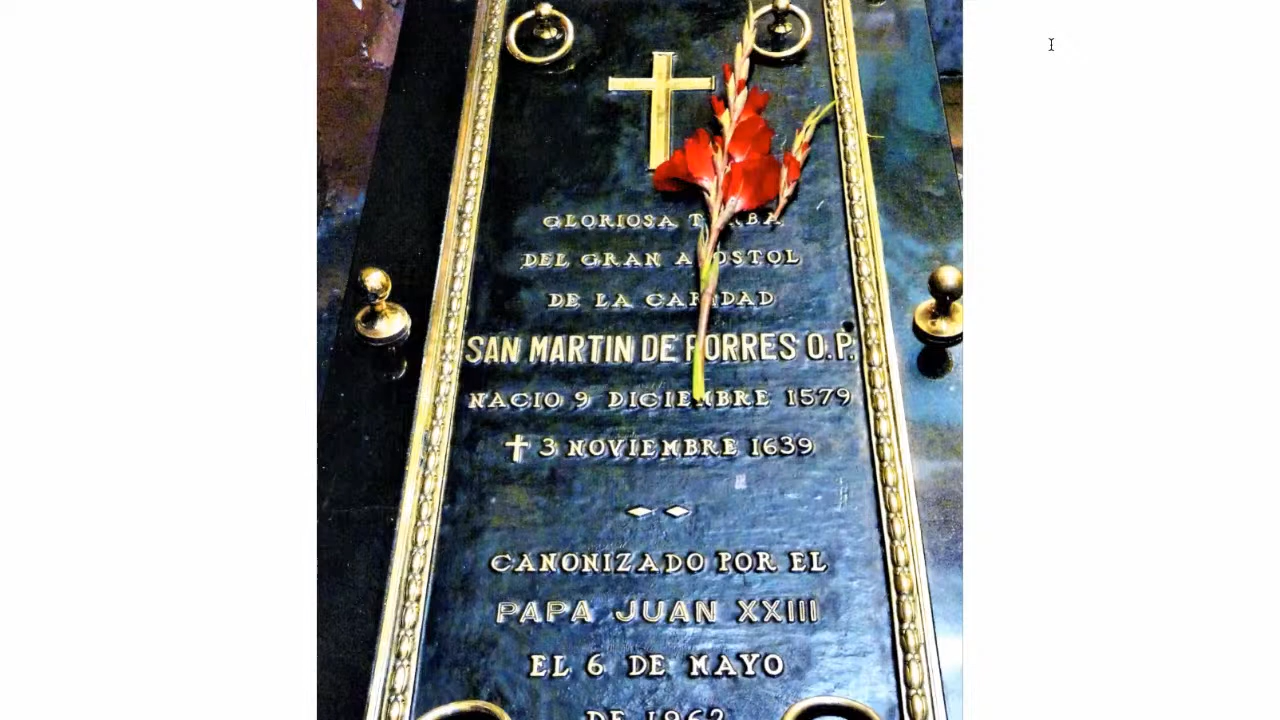 GLORIOSA TUMBA
DEL GRAN APOSTOL
DE LA CARIDAD
SAN MARTIN DE PORRES O.P.
NACIO 9 DICIEMBRE 1579
✝ 3 NOVIEMBRE 1639
CANONIZADO POR EL
PAPA JUAN XXIII
EL 6 DE MAYO
DE 1962